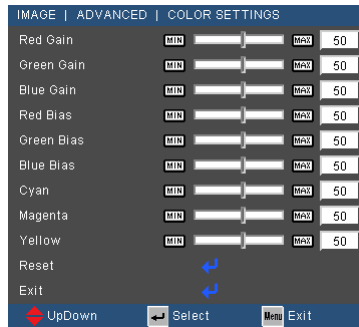 IMAGE | ADVANCED | COLOR SETTINGS
Red Gain MIN MAX 50
Green Gain MIN MAX 50
Blue Gain MIN MAX 50
Red Bias MIN MAX 50
Green Bias MIN MAX 50
Blue Bias MIN MAX 50
Cyan MIN MAX 50
Magenta MIN MAX 50
Yellow MIN MAX 50
Reset
Exit
UpDown Select Menu Exit